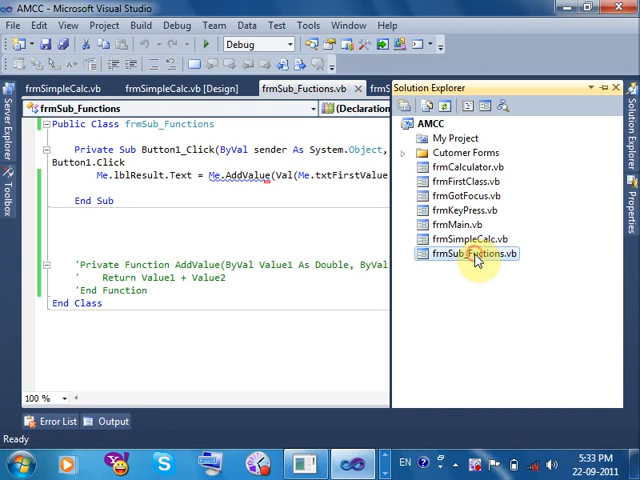 AMCC - Microsoft Visual Studio
File Edit View Project Build Debug Team Data Tools Test Window Help
Debug
frmSimpleCalc.vb frmSimpleCalc.vb [Design] frmSub_Fuctions.vb
frmSub_Functions (Declaration
Public Class frmSub_Functions
Private Sub Button1_Click(ByVal sender As System.Object,
Button1.Click
Me.lblResult.Text = Me.AddValue(Val(Me.txtFirstValue
End Sub
'Private Function AddValue(ByVal Value1 As Double, ByVal
' Return Value1 + Value2
'End Function
End Class
100 %
Server Explorer
Toolbox
Solution Explorer
AMCC
My Project
Cutomer Forms
frmCalculator.vb
frmFirstClass.vb
frmGotFocus.vb
frmKeyPress.vb
frmMain.vb
frmSimpleCalc.vb
frmSub_Fuctions.vb
Solution Explorer
Properties
Error List Output
Ready
EN
5:33 PM
22-09-2011